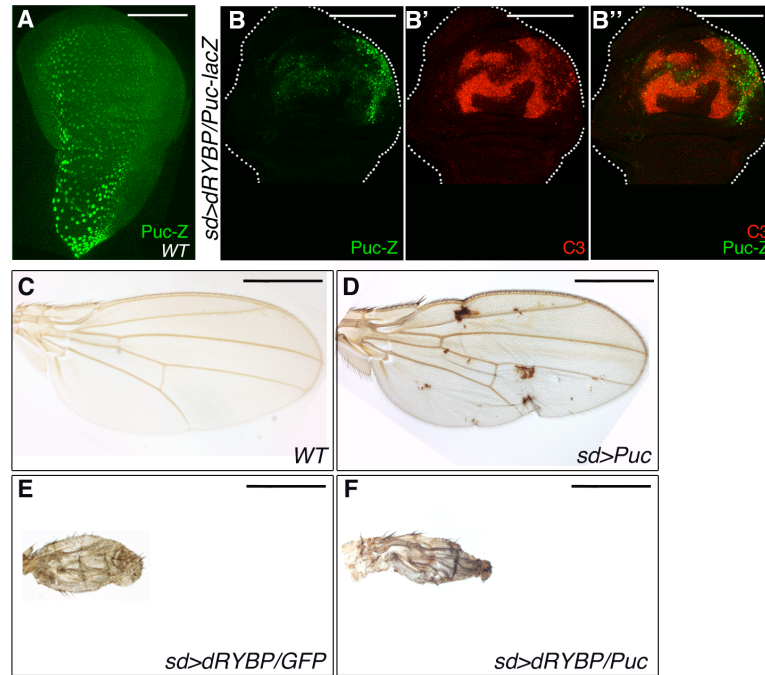 A
Puc-Z
WT
sd>dRYBP/Puc-lacZ
B
Puc-Z
B'
C3
B''
C3
Puc-Z
C
WT
D
sd>Puc
E
sd>dRYBP/GFP
F
sd>dRYBP/Puc